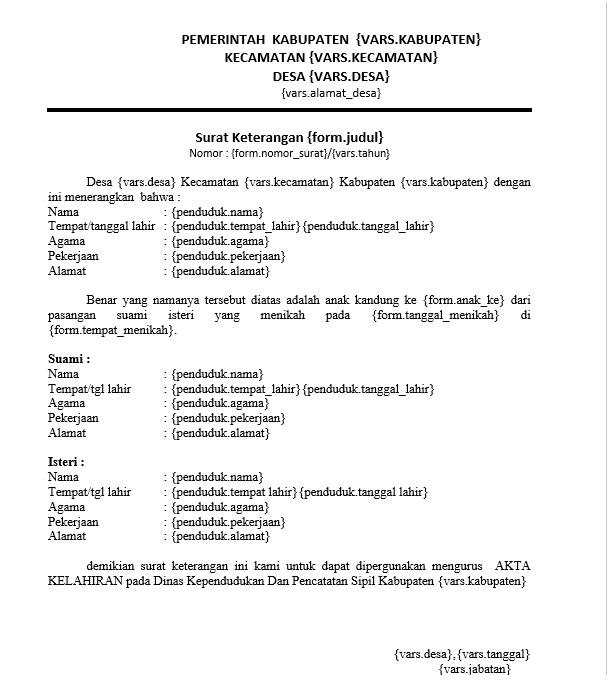 PEMERINTAH KABUPATEN {VARS.KABUPATEN}
KECAMATAN {VARS.KECAMATAN}
DESA {VARS.DESA}
{vars.alamat_desa}
Surat Keterangan {form.judul}
Nomor : {form.nomor_surat}/{vars.tahun}
Desa {vars.desa} Kecamatan {vars.kecamatan} Kabupaten {vars.kabupaten} dengan
ini menerangkan bahwa :
Nama : {penduduk.nama}
Tempat/tanggal lahir : {penduduk.tempat_lahir}{penduduk.tanggal_lahir}
Agama : {penduduk.agama}
Pekerjaan : {penduduk.pekerjaan}
Alamat : {penduduk.alamat}
Benar yang namanya tersebut diatas adalah anak kandung ke {form.anak_ke} dari
pasangan suami isteri yang menikah pada {form.tanggal_menikah} di
{form.tempat_menikah}.
Suami :
Nama : {penduduk.nama}
Tempat/tgl lahir : {penduduk.tempat_lahir}{penduduk.tanggal_lahir}
Agama : {penduduk.agama}
Pekerjaan : {penduduk.pekerjaan}
Alamat : {penduduk.alamat}
Isteri :
Nama : {penduduk.nama}
Tempat/tgl lahir : {penduduk.tempat lahir}{penduduk.tanggal lahir}
Agama : {penduduk.agama}
Pekerjaan : {penduduk.pekerjaan}
Alamat : {penduduk.alamat}
demikian surat keterangan ini kami untuk dapat dipergunakan mengurus AKTA
KELAHIRAN pada Dinas Kependudukan Dan Pencatatan Sipil Kabupaten {vars.kabupaten}
{vars.desa},{vars.tanggal}
{vars.jabatan}